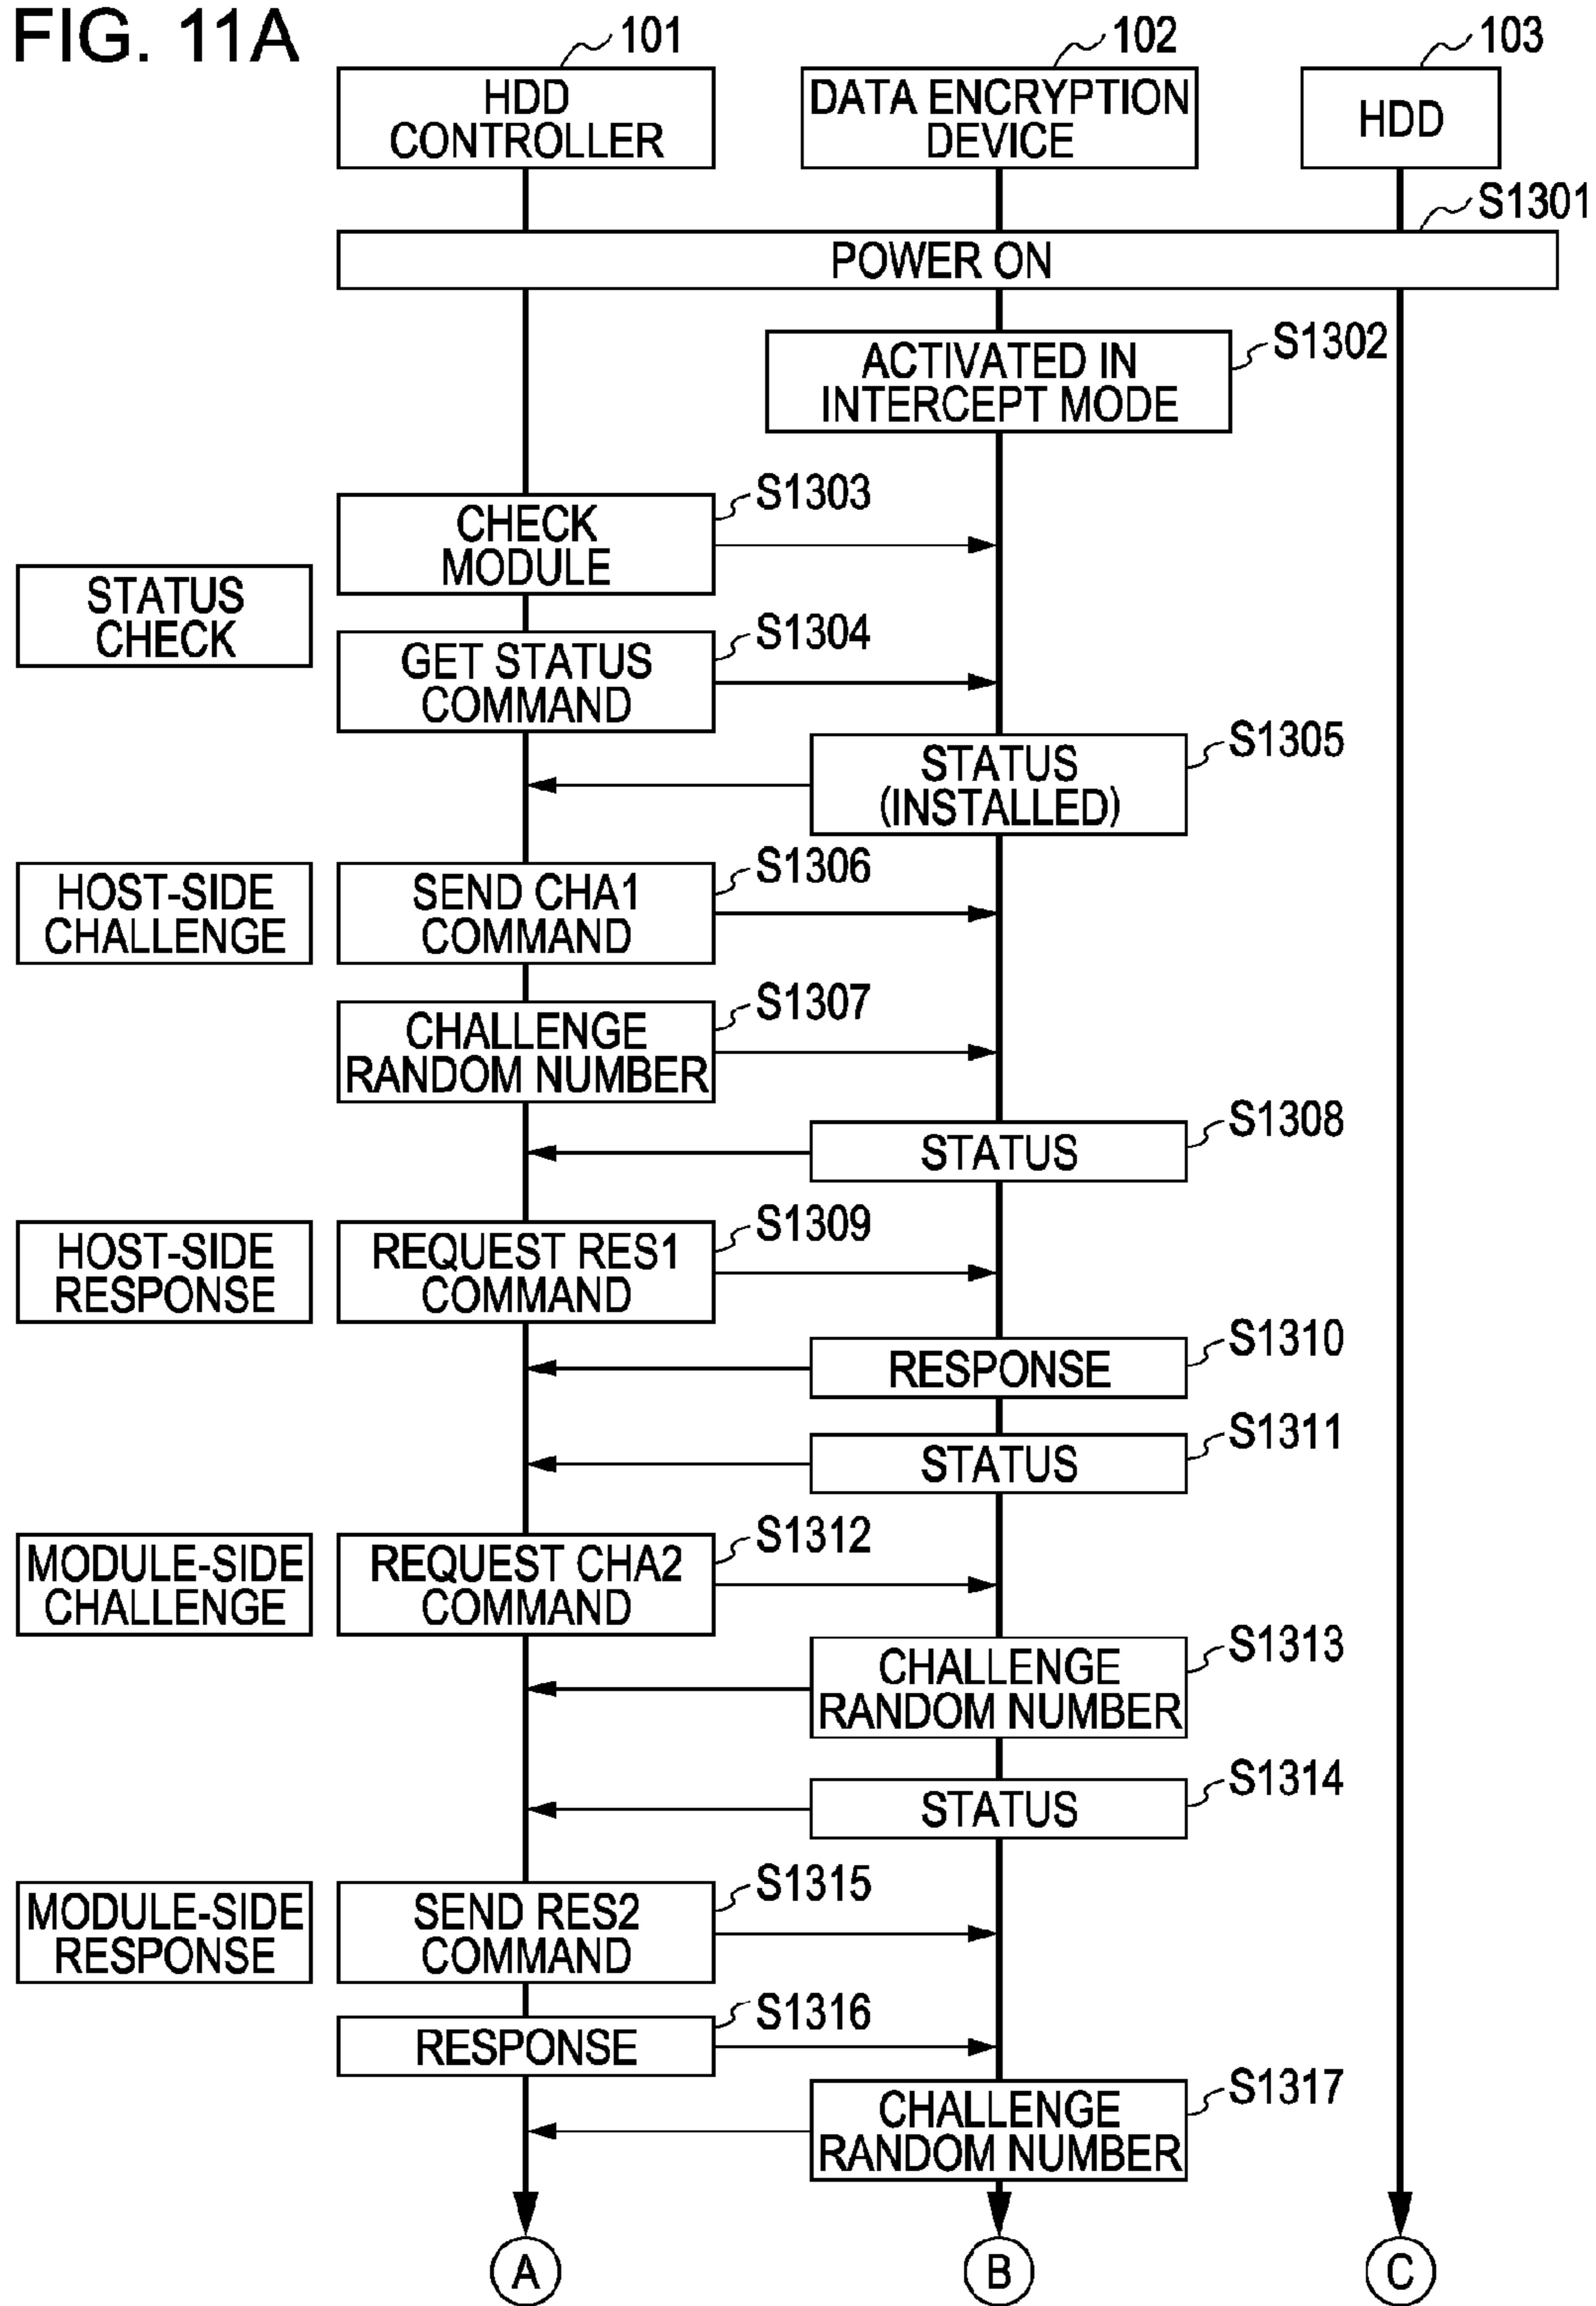 FIG. 11A
101
102
103
HDD
CONTROLLER
DATA ENCRYPTION
DEVICE
HDD
S1301
POWER ON
S1302
ACTIVATED IN
INTERCEPT MODE
S1303
CHECK
MODULE
STATUS
CHECK
S1304
GET STATUS
COMMAND
S1305
STATUS
(INSTALLED)
HOST-SIDE
CHALLENGE
S1306
SEND CHA1
COMMAND
S1307
CHALLENGE
RANDOM NUMBER
S1308
STATUS
HOST-SIDE
RESPONSE
S1309
REQUEST RES1
COMMAND
S1310
RESPONSE
S1311
STATUS
MODULE-SIDE
CHALLENGE
S1312
REQUEST CHA2
COMMAND
S1313
CHALLENGE
RANDOM NUMBER
S1314
STATUS
MODULE-SIDE
RESPONSE
S1315
SEND RES2
COMMAND
S1316
RESPONSE
S1317
CHALLENGE
RANDOM NUMBER
A
B
C